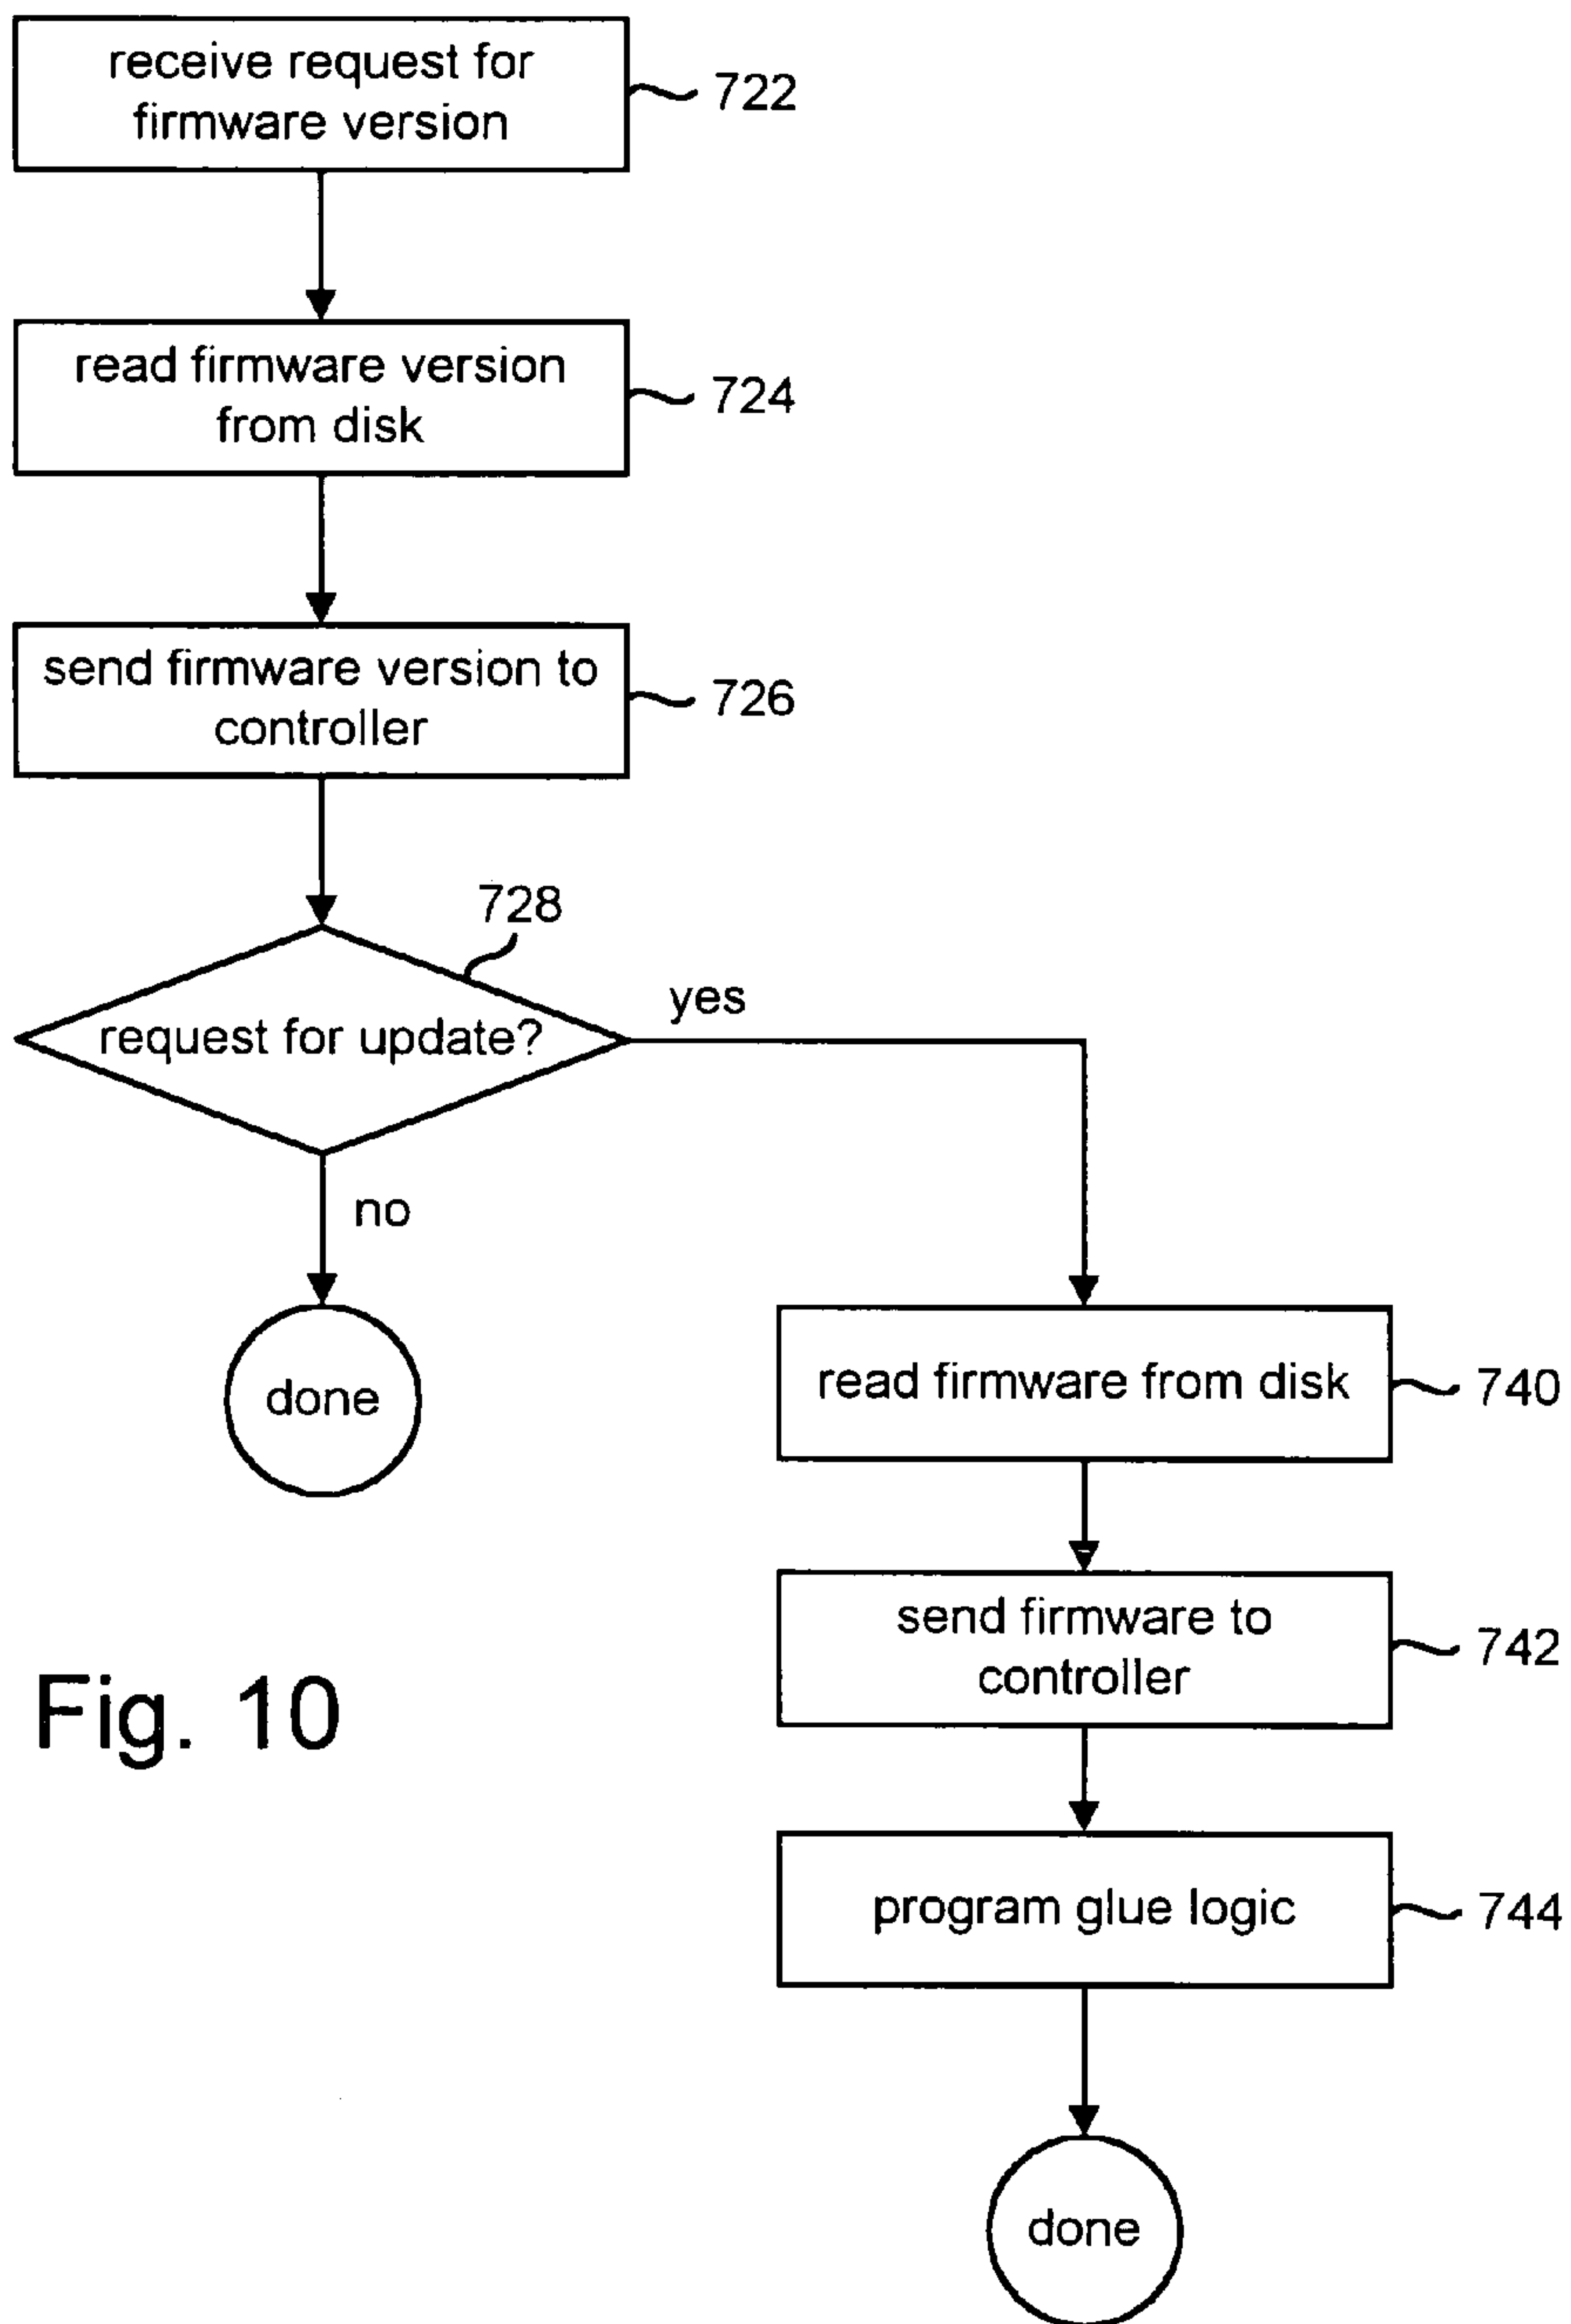 receive request for
firmware version
722
read firmware version
from disk
724
send firmware version to
controller
726
728
request for update?
yes
no
done
read firmware from disk
740
send firmware to
controller
742
Fig. 10
program glue logic
744
done